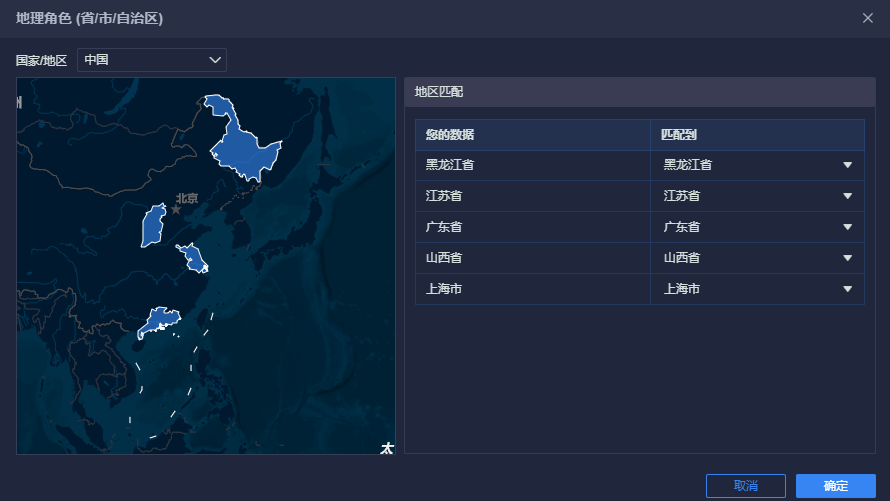 地理角色 (省/市/自治区)
国家/地区 中国
地区匹配
您的数据 匹配到
黑龙江省 黑龙江省
江苏省 江苏省
广东省 广东省
山西省 山西省
上海市 上海市
北京
太
取消 确定